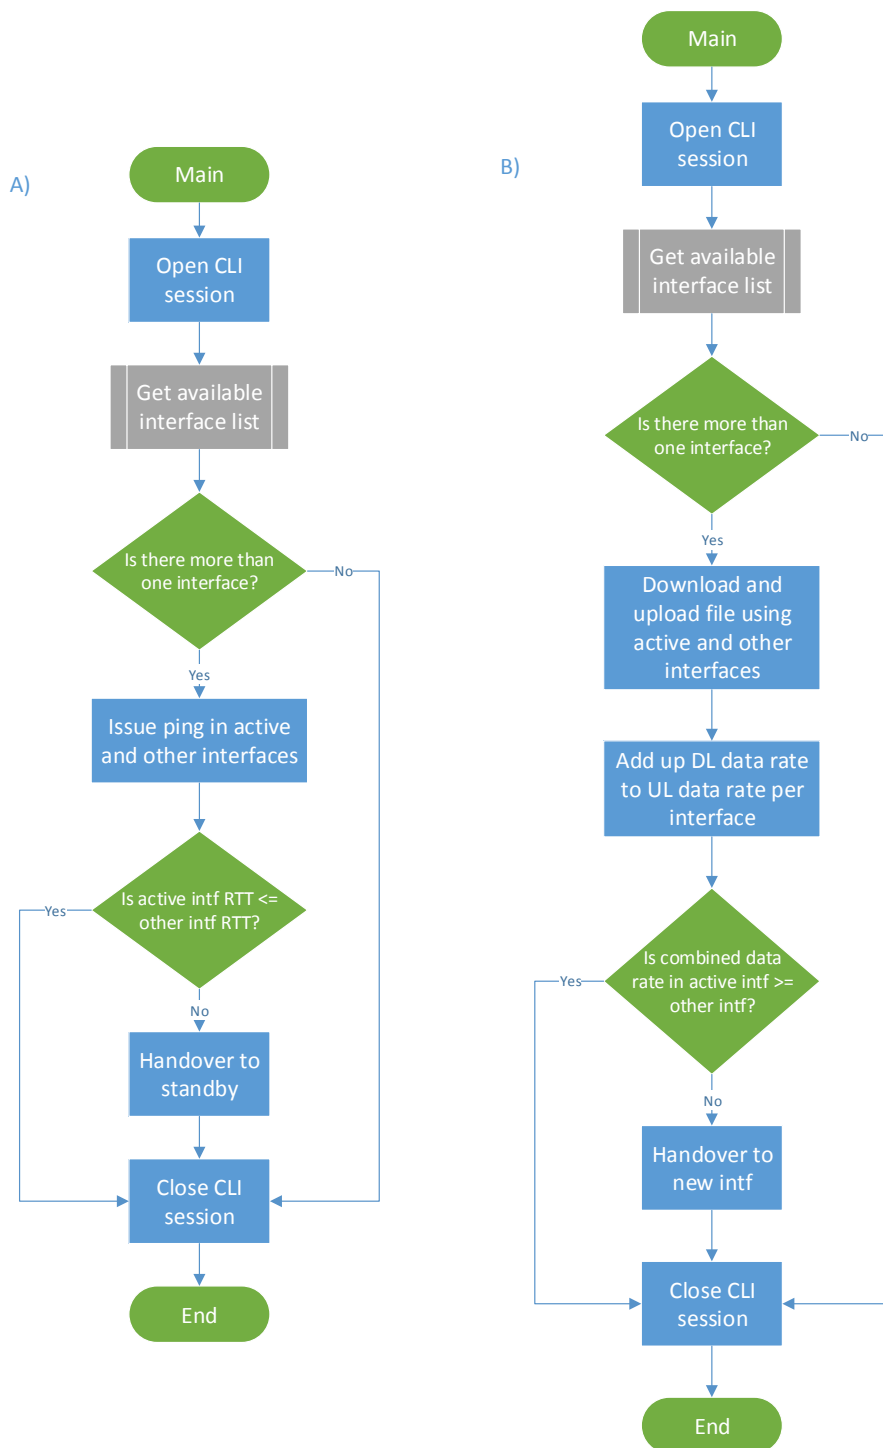 A)
Main
Open CLI
session
Get available
interface list
Is there more than
one interface?
No
Yes
Issue ping in active
and other interfaces
Is active intf RTT <=
other intf RTT?
Yes
No
Handover to
standby
Close CLI
session
End
B)
Main
Open CLI
session
Get available
interface list
Is there more than
one interface?
No
Yes
Download and
upload file using
active and other
interfaces
Add up DL data rate
to UL data rate per
interface
Is combined data
rate in active intf >=
other intf?
Yes
No
Handover to
new intf
Close CLI
session
End